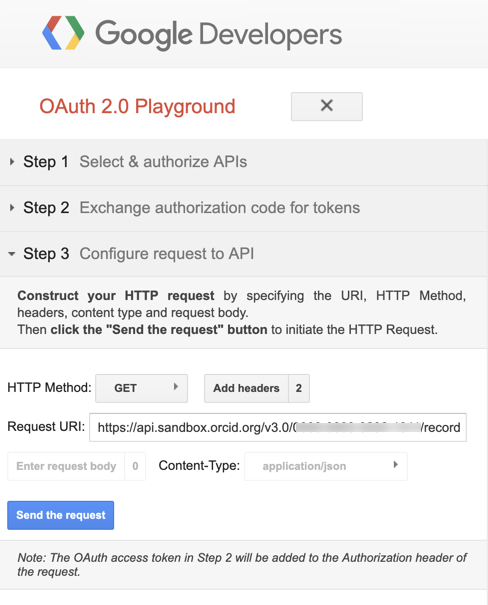 Google Developers
OAuth 2.0 Playground
Step 1 Select & authorize APIs
Step 2 Exchange authorization code for tokens
Step 3 Configure request to API
Construct your HTTP request by specifying the URI, HTTP Method,
headers, content type and request body.
Then click the "Send the request" button to initiate the HTTP Request.
HTTP Method: GET Add headers 2
Request URI: https://api.sandbox.orcid.org/v3.0/ /record
Enter request body 0 Content-Type: application/json
Send the request
Note: The OAuth access token in Step 2 will be added to the Authorization header of
the request.